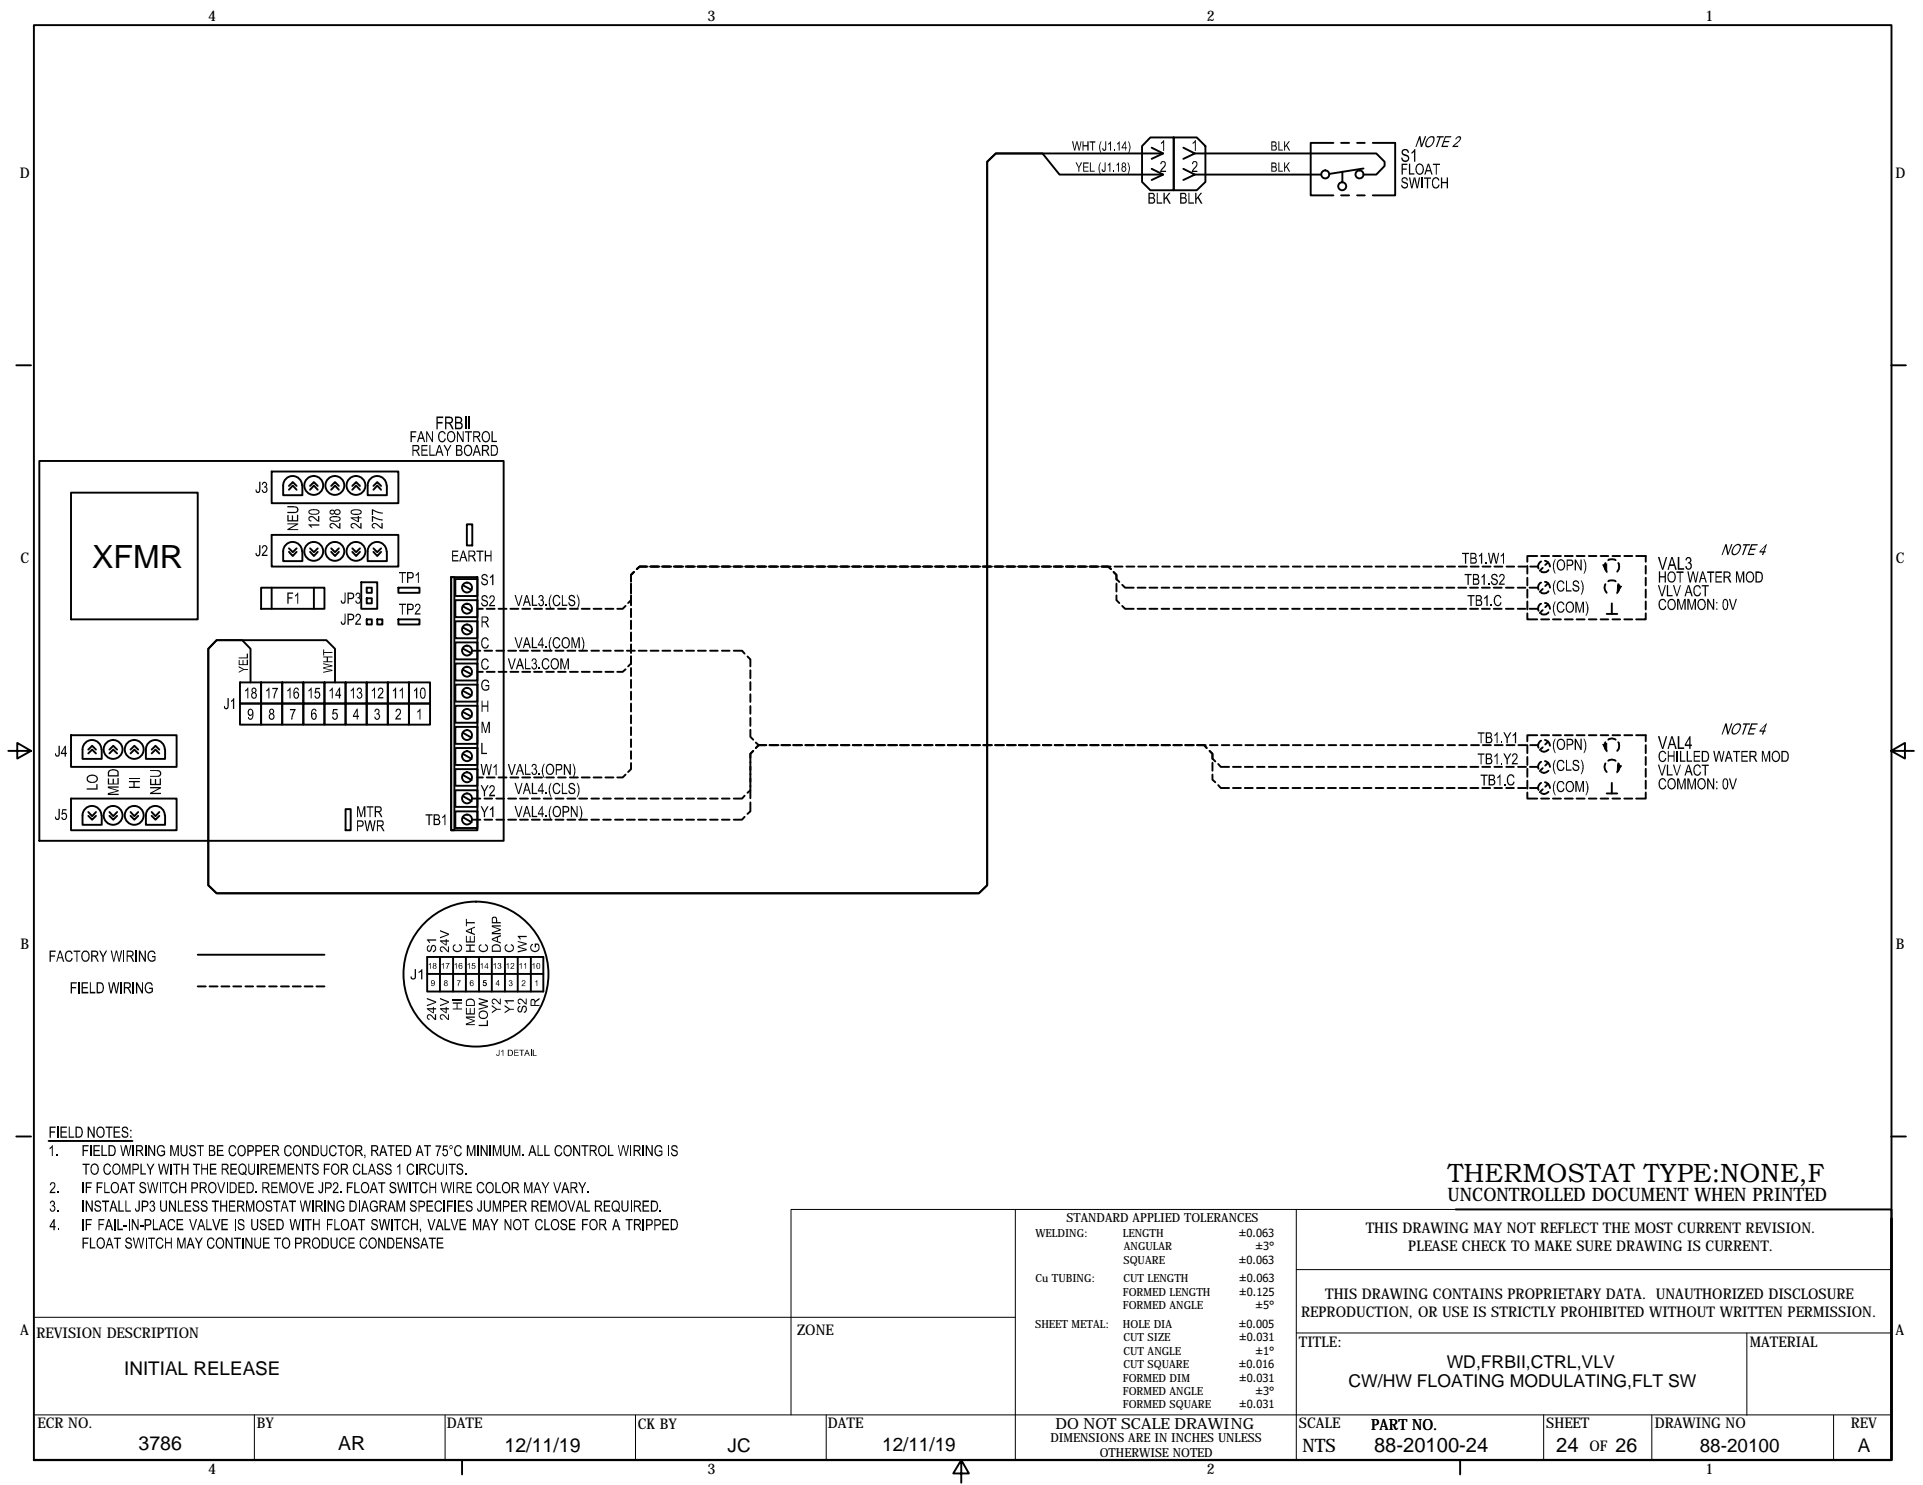 4 3 2 1
D
D
WHT (J1.14) 1 1 BLK
YEL (J1.18) 2 2 BLK
BLK BLK
NOTE 2
S1
FLOAT
SWITCH
FRBII
FAN CONTROL
RELAY BOARD
XFMR
J3
NEU 120 208 240 277
J2
EARTH
F1
JP3
TP1
JP2
TP2
S1
S2 VAL3.(CLS)
R
C VAL4.(COM)
C VAL3.COM
G
H
M
L
W1 VAL3.(OPN)
Y2 VAL4.(CLS)
Y1 VAL4.(OPN)
TB1
YEL WHT
J1
18 17 16 15 14 13 12 11 10
9 8 7 6 5 4 3 2 1
J4
LO MED HI NEU
J5
MTR
PWR
C
C
TB1.W1 (OPN)
TB1.S2 (CLS)
TB1.C (COM)
NOTE 4
VAL3
HOT WATER MOD
VLV ACT
COMMON: 0V
TB1.Y1 (OPN)
TB1.Y2 (CLS)
TB1.C (COM)
NOTE 4
VAL4
CHILLED WATER MOD
VLV ACT
COMMON: 0V
B
B
FACTORY WIRING
FIELD WIRING
S1 24V C HEAT C DAMP C W1 G
J1
18 17 16 15 14 13 12 11 10
9 8 7 6 5 4 3 2 1
24V 24V HI MED LOW Y2 Y1 S2 R
J1 DETAIL
FIELD NOTES:
1. FIELD WIRING MUST BE COPPER CONDUCTOR, RATED AT 75°C MINIMUM. ALL CONTROL WIRING IS
TO COMPLY WITH THE REQUIREMENTS FOR CLASS 1 CIRCUITS.
2. IF FLOAT SWITCH PROVIDED. REMOVE JP2. FLOAT SWITCH WIRE COLOR MAY VARY.
3. INSTALL JP3 UNLESS THERMOSTAT WIRING DIAGRAM SPECIFIES JUMPER REMOVAL REQUIRED.
4. IF FAIL-IN-PLACE VALVE IS USED WITH FLOAT SWITCH, VALVE MAY NOT CLOSE FOR A TRIPPED
FLOAT SWITCH MAY CONTINUE TO PRODUCE CONDENSATE
THERMOSTAT TYPE:NONE,F
UNCONTROLLED DOCUMENT WHEN PRINTED
STANDARD APPLIED TOLERANCES
WELDING: LENGTH ±0.063
ANGULAR ±3°
SQUARE ±0.063
Cu TUBING: CUT LENGTH ±0.063
FORMED LENGTH ±0.125
FORMED ANGLE ±5°
SHEET METAL: HOLE DIA ±0.005
CUT SIZE ±0.031
CUT ANGLE ±1°
CUT SQUARE ±0.016
FORMED DIM ±0.031
FORMED ANGLE ±3°
FORMED SQUARE ±0.031
THIS DRAWING MAY NOT REFLECT THE MOST CURRENT REVISION.
PLEASE CHECK TO MAKE SURE DRAWING IS CURRENT.
THIS DRAWING CONTAINS PROPRIETARY DATA. UNAUTHORIZED DISCLOSURE
REPRODUCTION, OR USE IS STRICTLY PROHIBITED WITHOUT WRITTEN PERMISSION.
A
A
REVISION DESCRIPTION
INITIAL RELEASE
ZONE
TITLE:
WD,FRBII,CTRL,VLV
CW/HW FLOATING MODULATING,FLT SW
MATERIAL
ECR NO. 3786
BY AR
DATE 12/11/19
CK BY JC
DATE 12/11/19
DO NOT SCALE DRAWING
DIMENSIONS ARE IN INCHES UNLESS
OTHERWISE NOTED
SCALE NTS
PART NO. 88-20100-24
SHEET 24 OF 26
DRAWING NO 88-20100
REV A
4 3 2 1